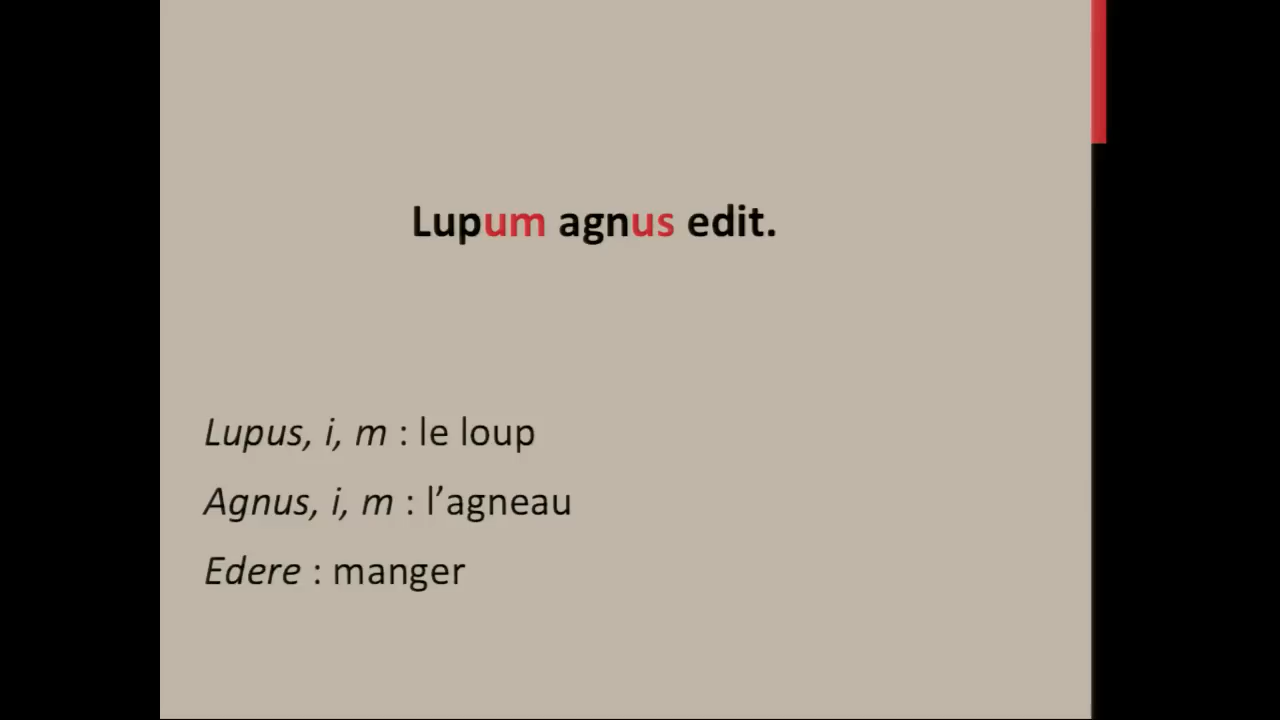 Lupum agnus edit.
Lupus, i, m : le loup
Agnus, i, m : l’agneau
Edere : manger